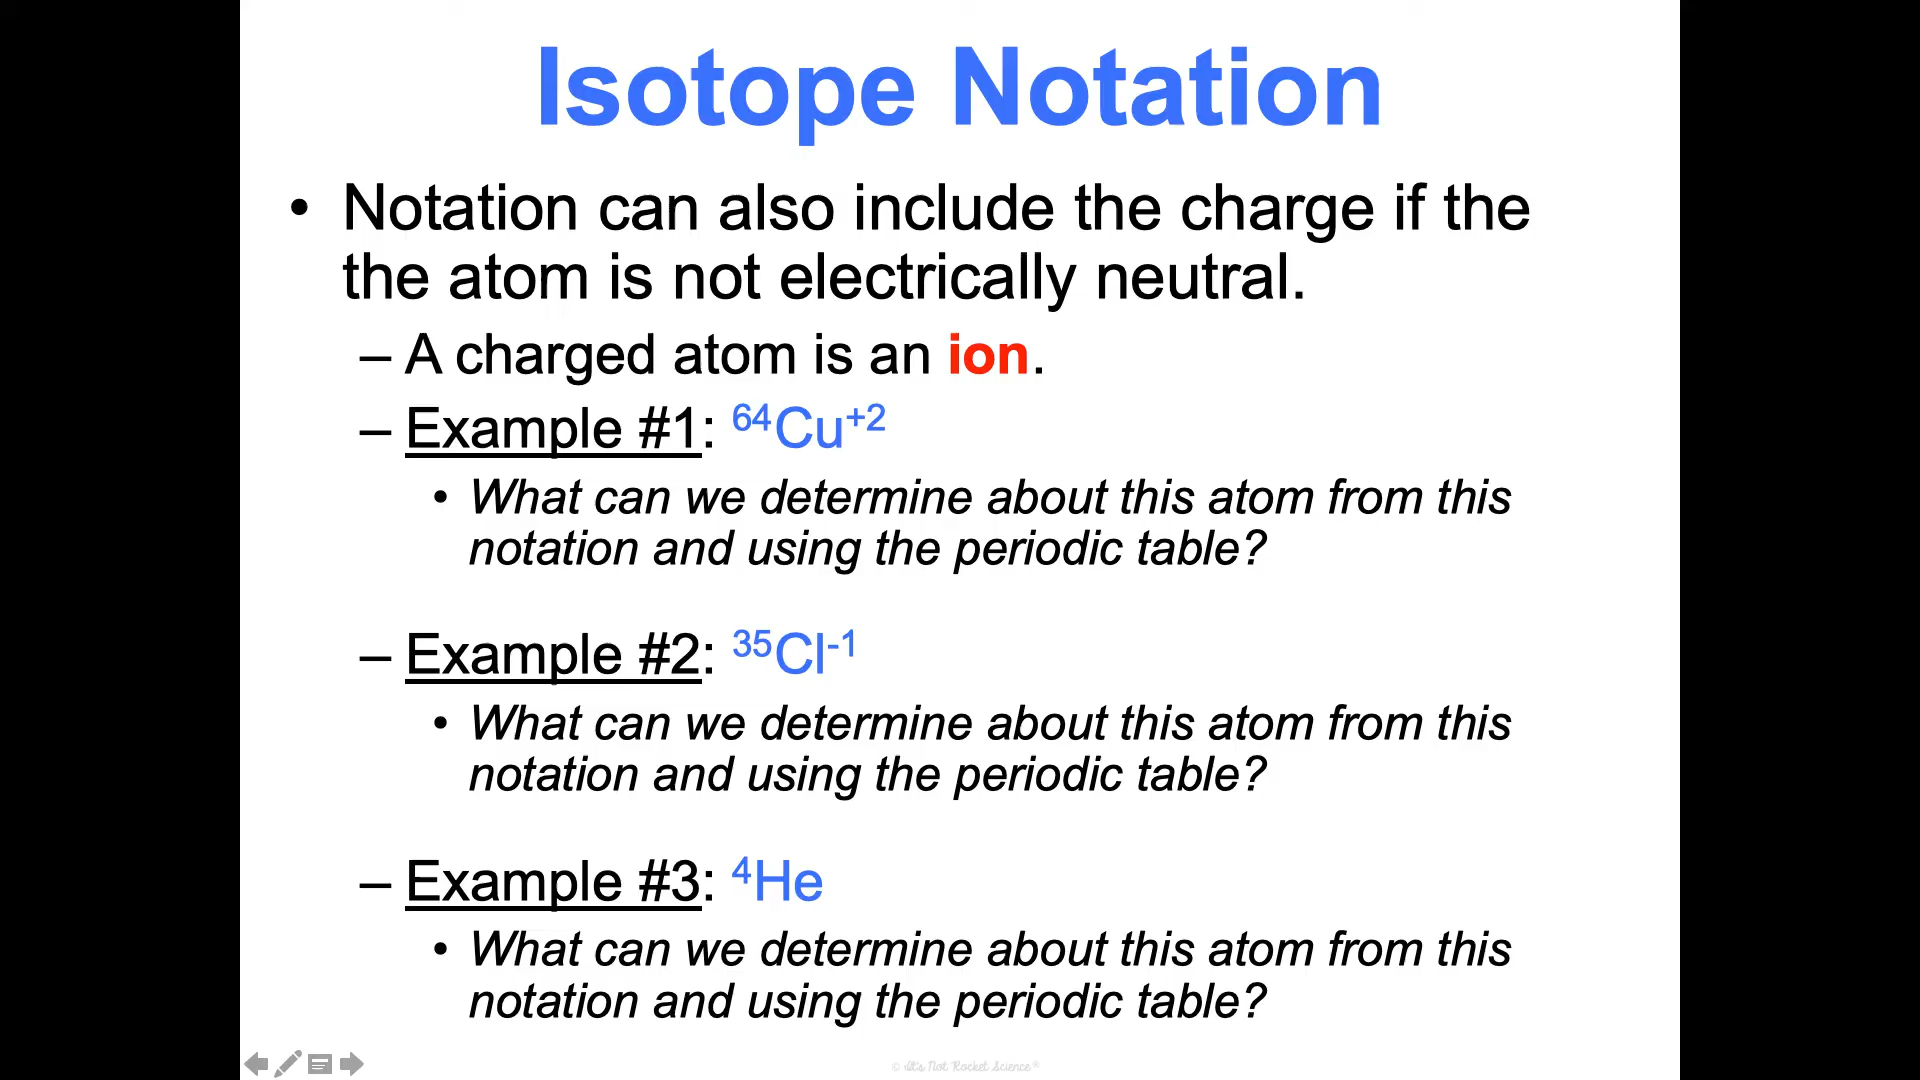 Isotope Notation
• Notation can also include the charge if the
the atom is not electrically neutral.
– A charged atom is an ion.
– Example #1: ⁶⁴Cu⁺²
• What can we determine about this atom from this
notation and using the periodic table?
– Example #2: ³⁵Cl⁻¹
• What can we determine about this atom from this
notation and using the periodic table?
– Example #3: ⁴He
• What can we determine about this atom from this
notation and using the periodic table?
© It's Not Rocket Science®